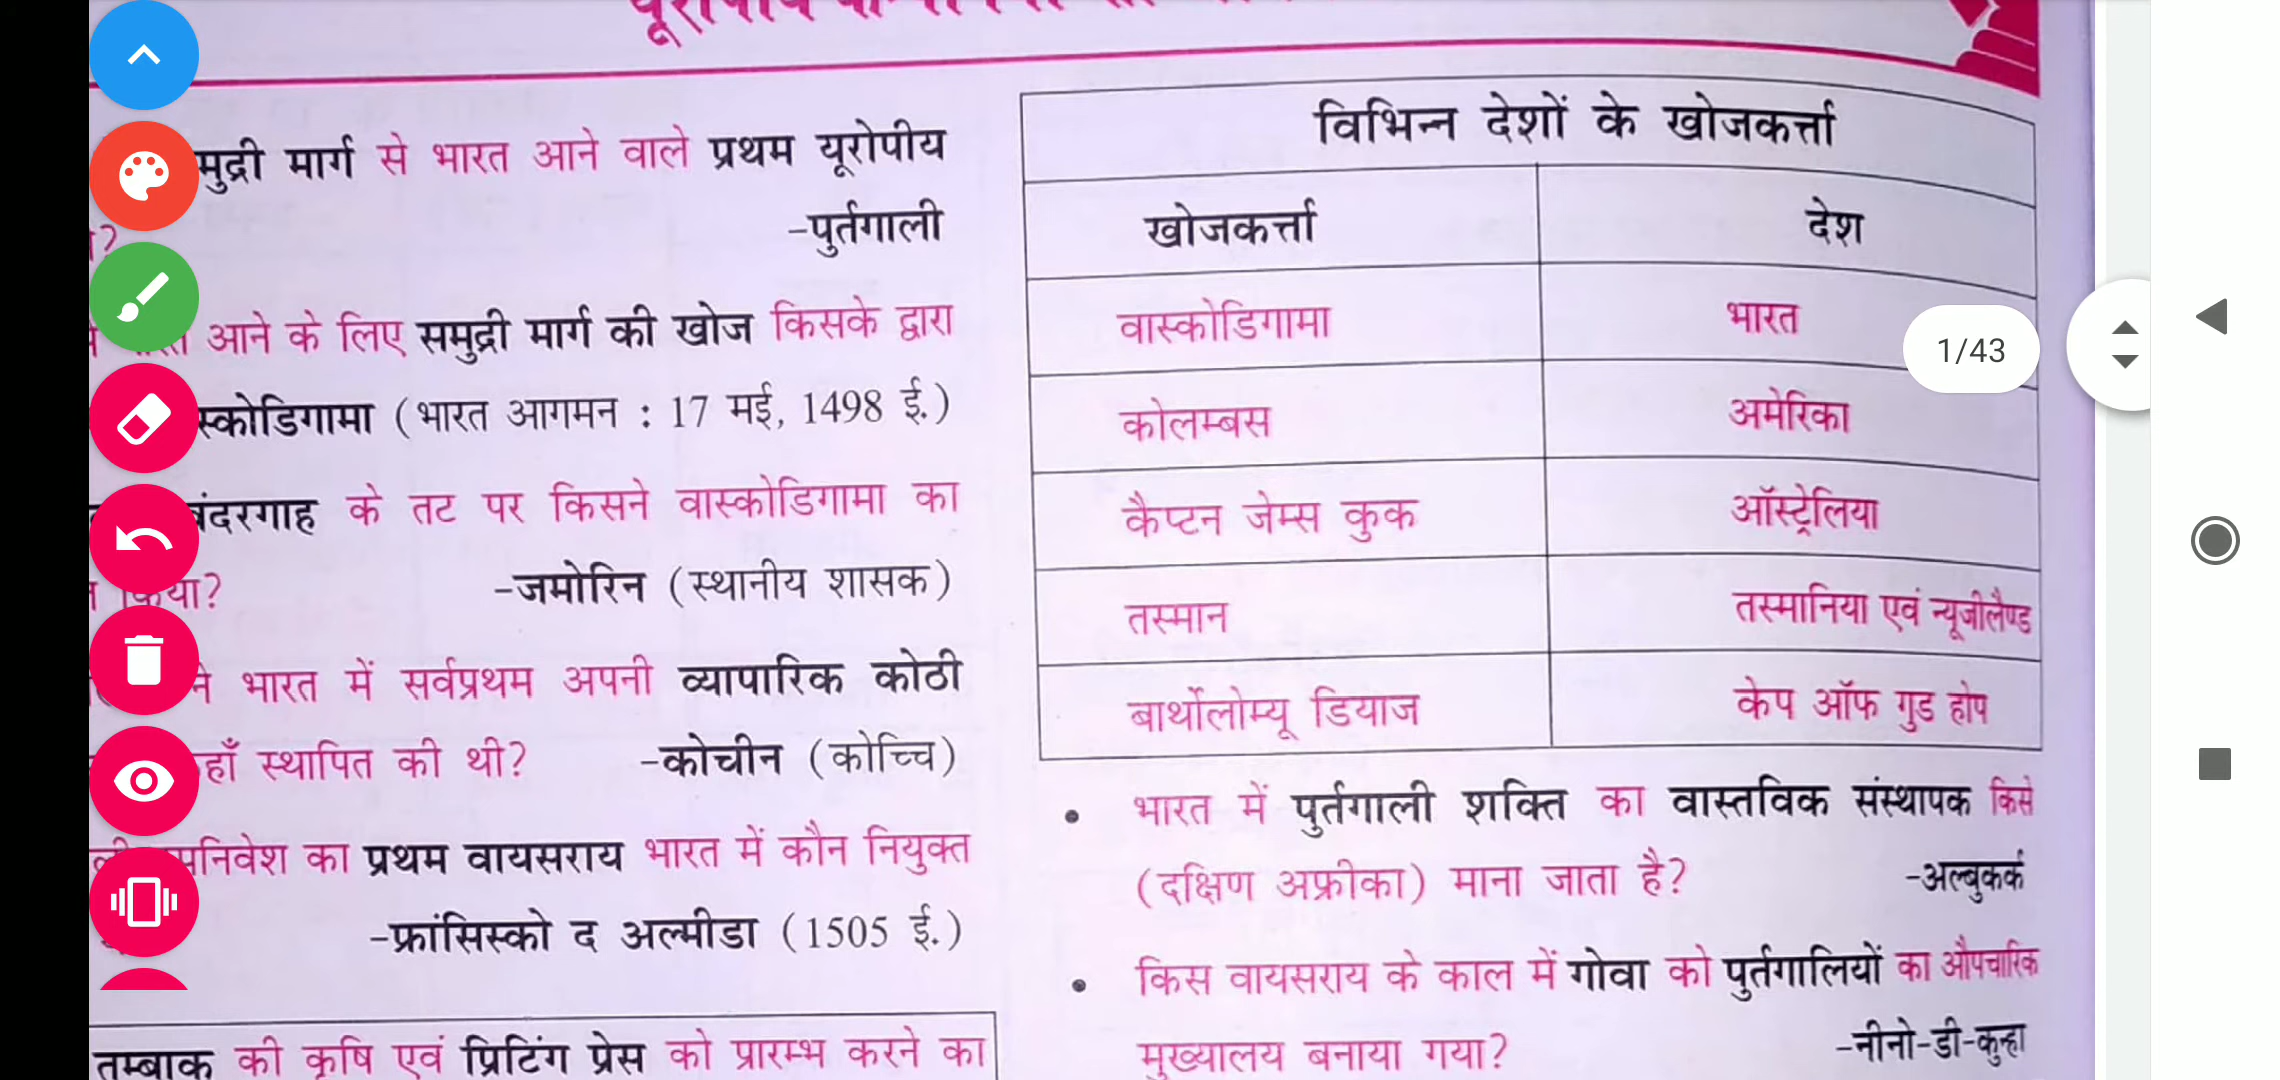 मुद्री मार्ग से भारत आने वाले प्रथम यूरोपीय
-पुर्तगाली
आने के लिए समुद्री मार्ग की खोज किसके द्वारा
स्कोडिगामा (भारत आगमन : 17 मई, 1498 ई.)
बंदरगाह के तट पर किसने वास्कोडिगामा का
किया? -जमोरिन (स्थानीय शासक)
ने भारत में सर्वप्रथम अपनी व्यापारिक कोठी
हाँ स्थापित की थी? -कोचीन (कोच्चि)
पनिवेश का प्रथम वायसराय भारत में कौन नियुक्त
-फ्रांसिस्को द अल्मीडा (1505 ई.)
तम्बाकू की कृषि एवं प्रिटिंग प्रेस को प्रारम्भ करने का
विभिन्न देशों के खोजकर्त्ता
खोजकर्त्ता देश
वास्कोडिगामा भारत
कोलम्बस अमेरिका
कैप्टन जेम्स कुक ऑस्ट्रेलिया
तस्मान तस्मानिया एवं न्यूजीलैण्ड
बार्थोलोम्यू डियाज केप ऑफ गुड होप
• भारत में पुर्तगाली शक्ति का वास्तविक संस्थापक किसे
(दक्षिण अफ्रीका) माना जाता है? -अल्बुकर्क
• किस वायसराय के काल में गोवा को पुर्तगालियों का औपचारिक
मुख्यालय बनाया गया? -नीनो-डी-कुन्हा
1/43